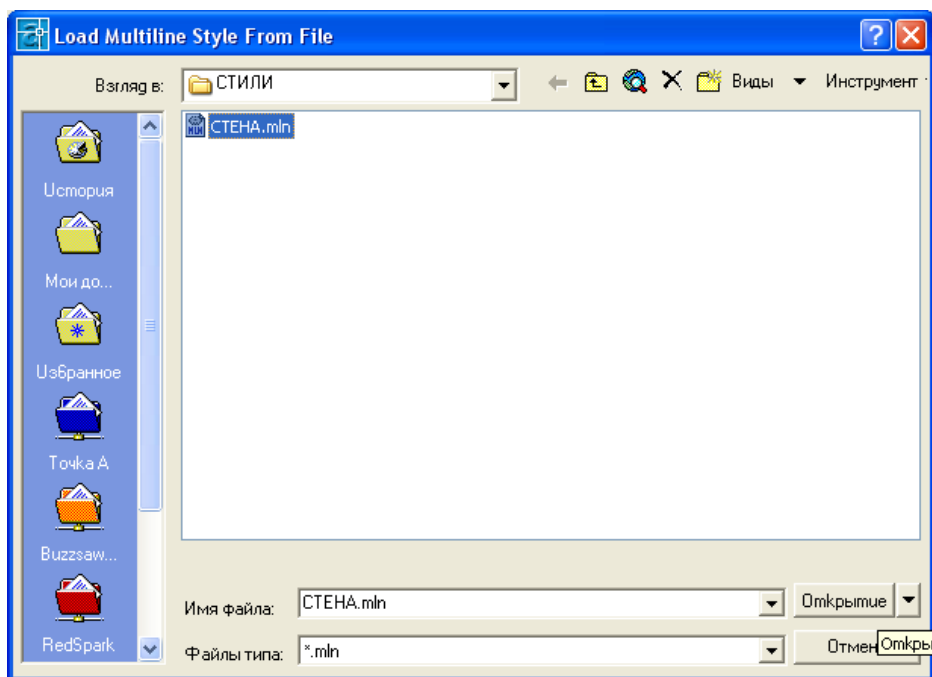 Load Multiline Style From File
Взгляд в: СТИЛИ Виды Инструмент
СТЕНА.mln
История
Мои до...
Избранное
Точка А
Buzzsaw...
RedSpark
Имя файла: СТЕНА.mln Открытие
Файлы типа: *.mln Отмен Откры